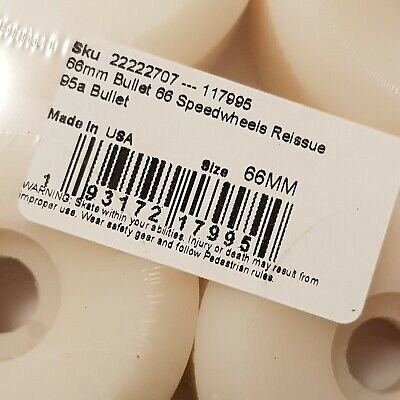 Sku 22222707 --- 117995
66mm Bullet 66 Speedwheels Reissue
95a Bullet
Made In USA
Size 66MM
1 93172 17995
WARNING: Skate within your abilities. Injury or death may result from
improper use. Wear safety gear and follow Pedestrian rules.